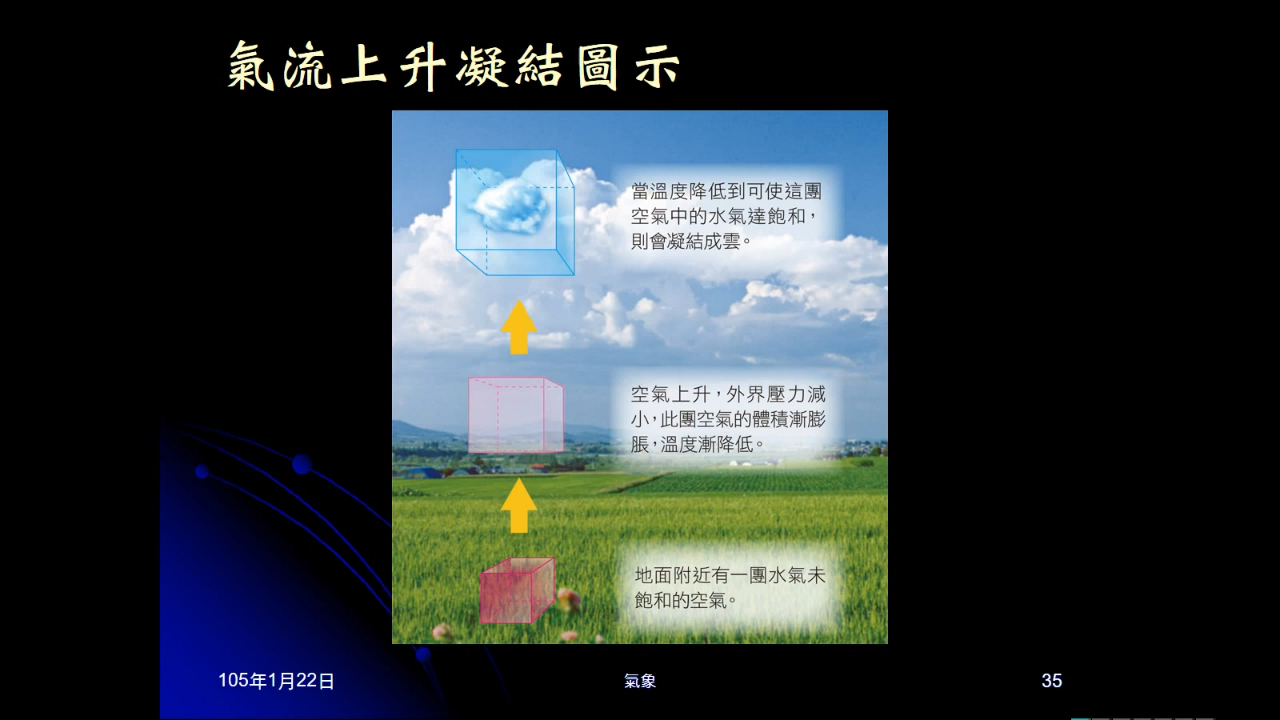 氣流上升凝結圖示
當溫度降低到可使這團
空氣中的水氣達飽和，
則會凝結成雲。
空氣上升，外界壓力減
小，此團空氣的體積漸膨
脹，溫度漸降低。
地面附近有一團水氣未
飽和的空氣。
105年1月22日
氣象
35